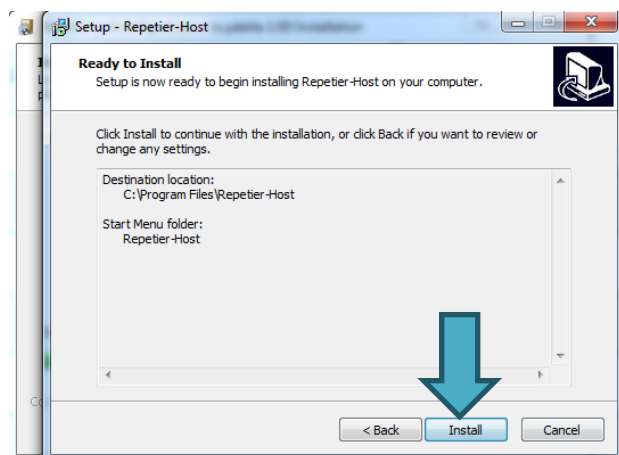 Setup - Repetier-Host
Ready to Install
Setup is now ready to begin installing Repetier-Host on your computer.
Click Install to continue with the installation, or click Back if you want to review or
change any settings.
Destination location:
C:\Program Files\Repetier-Host
Start Menu folder:
Repetier-Host
< Back
Install
Cancel